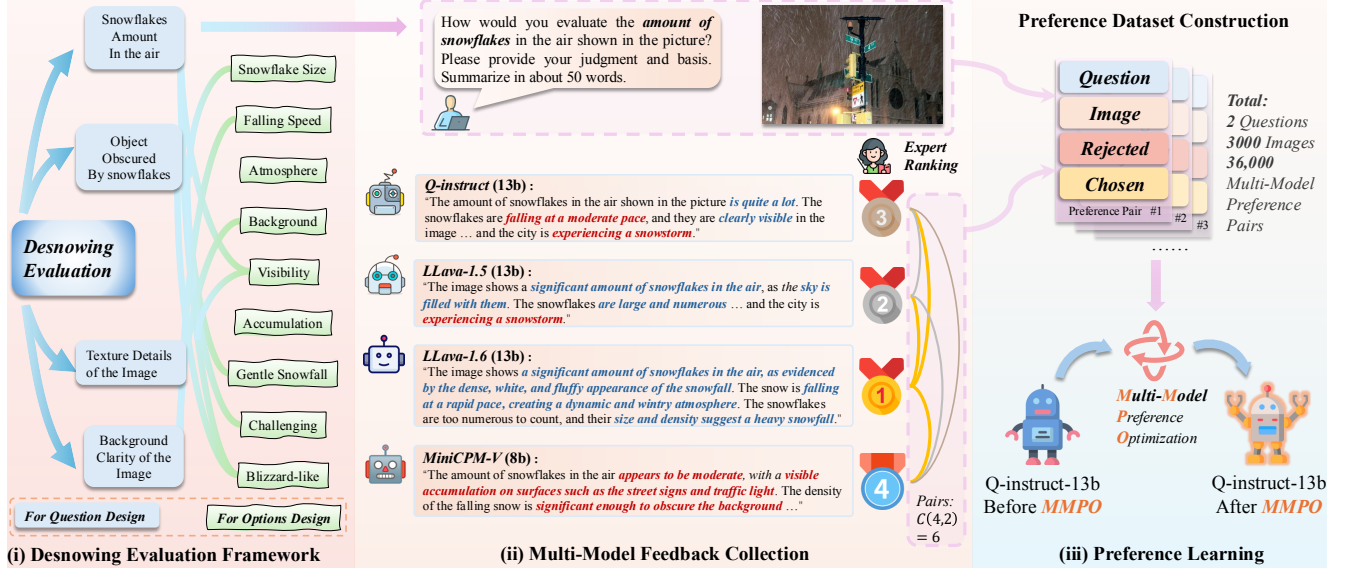 Snowflakes
Amount
In the air
Object
Obscured
By snowflakes
Desnowing
Evaluation
Texture Details
of the Image
Background
Clarity of the
Image
Snowflake Size
Falling Speed
Atmosphere
Background
Visibility
Accumulation
Gentle Snowfall
Challenging
Blizzard-like
For Question Design
For Options Design
(i) Desnowing Evaluation Framework
How would you evaluate the amount of
snowflakes in the air shown in the picture?
Please provide your judgment and basis.
Summarize in about 50 words.
Expert
Ranking
Q-instruct (13b) :
“The amount of snowflakes in the air shown in the picture is quite a lot. The
snowflakes are falling at a moderate pace, and they are clearly visible in the
image … and the city is experiencing a snowstorm.”
3
LLava-1.5 (13b) :
“The image shows a significant amount of snowflakes in the air, as the sky is
filled with them. The snowflakes are large and numerous … and the city is
experiencing a snowstorm.”
2
LLava-1.6 (13b) :
“The image shows a significant amount of snowflakes in the air, as evidenced
by the dense, white, and fluffy appearance of the snowfall. The snow is falling
at a rapid pace, creating a dynamic and wintry atmosphere. The snowflakes
are too numerous to count, and their size and density suggest a heavy snowfall.”
1
MiniCPM-V (8b) :
“The amount of snowflakes in the air appears to be moderate, with a visible
accumulation on surfaces such as the street signs and traffic light. The density
of the falling snow is significant enough to obscure the background …”
4
Pairs:
C(4,2)
= 6
(ii) Multi-Model Feedback Collection
Preference Dataset Construction
Question
Image
Rejected
Chosen
Preference Pair #1
#2
#3
……
Total:
2 Questions
3000 Images
36,000
Multi-Model
Preference
Pairs
Multi-Model
Preference
Optimization
Q-instruct-13b
Before MMPO
Q-instruct-13b
After MMPO
(iii) Preference Learning